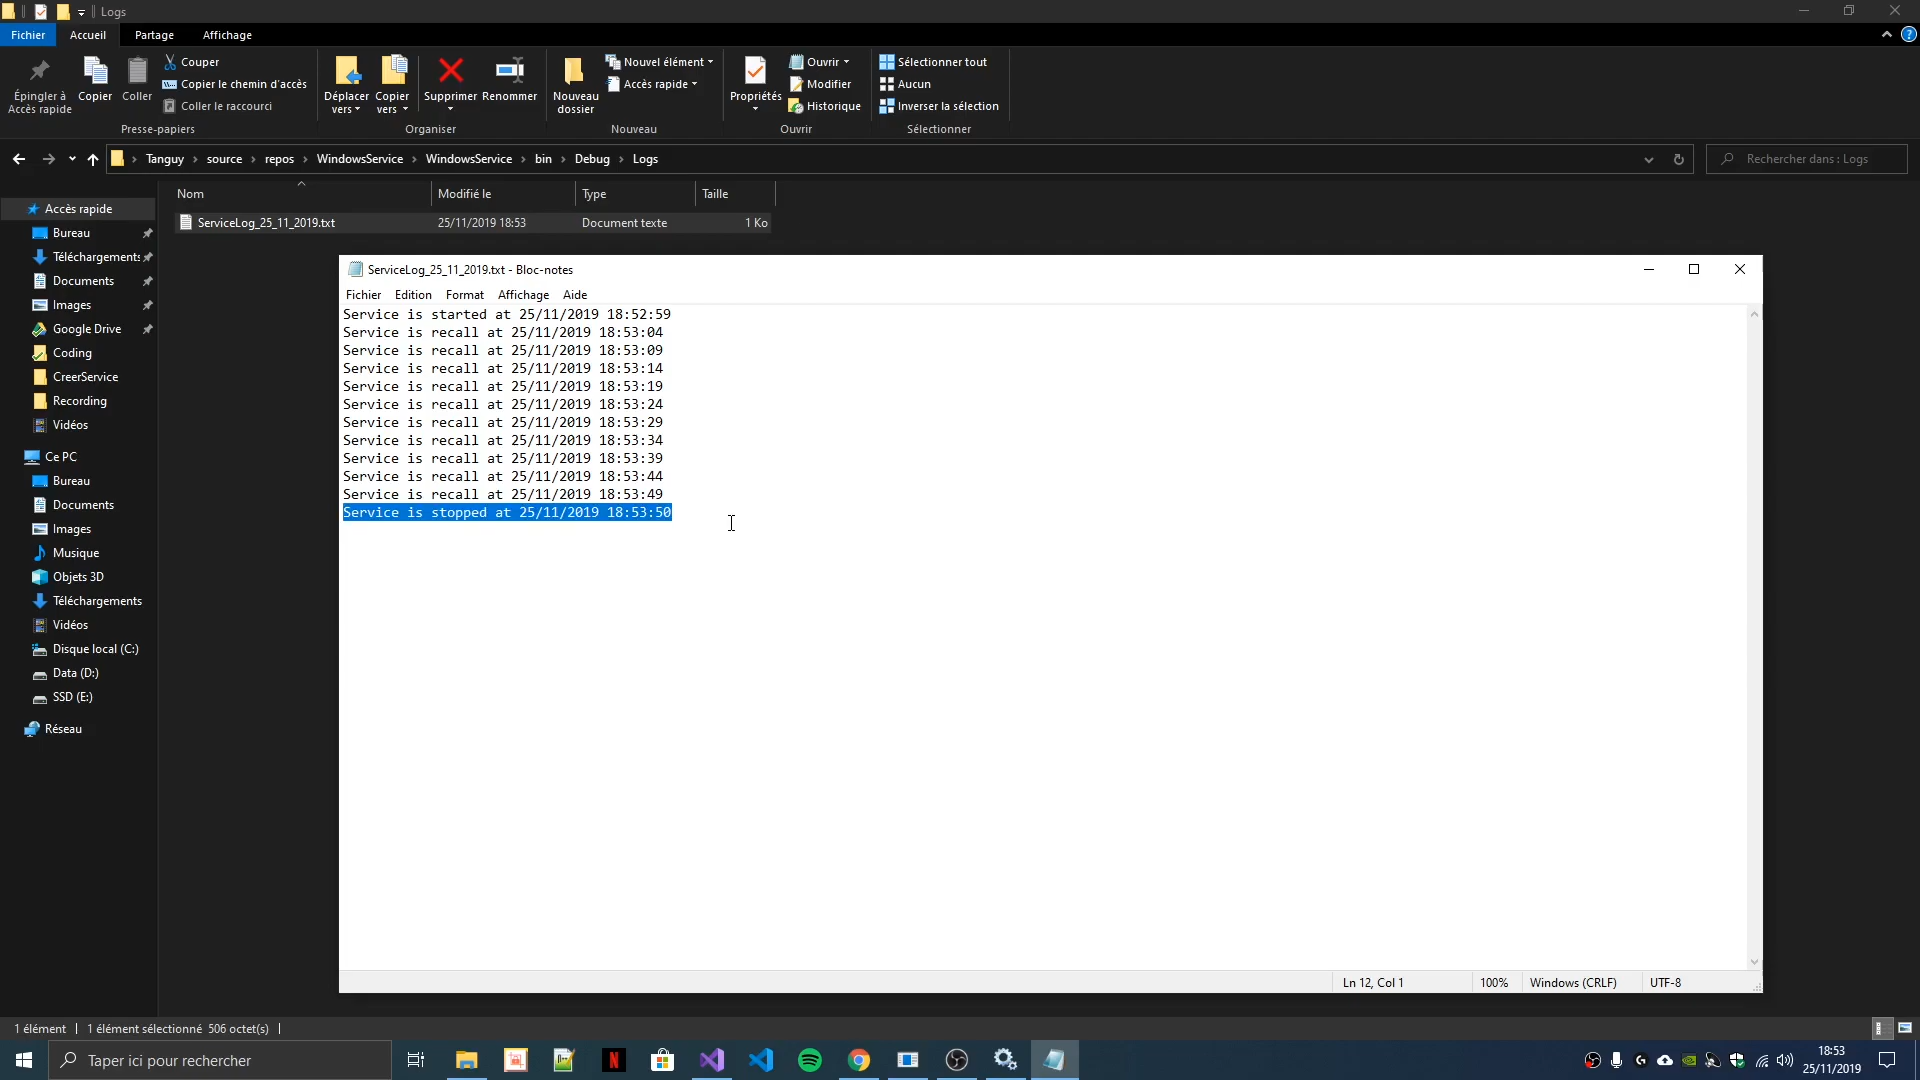 Logs
Fichier Accueil Partage Affichage
Épingler à
Accès rapide
Copier
Coller
Couper
Copier le chemin d'accès
Coller le raccourci
Presse-papiers
Déplacer
vers
Copier
vers
Supprimer
Renommer
Organiser
Nouveau
dossier
Nouvel élément
Accès rapide
Nouveau
Propriétés
Ouvrir
Modifier
Historique
Ouvrir
Sélectionner tout
Aucun
Inverser la sélection
Sélectionner
Tanguy source repos WindowsService WindowsService bin Debug Logs
Rechercher dans : Logs
Nom Modifié le Type Taille
ServiceLog_25_11_2019.txt 25/11/2019 18:53 Document texte 1 Ko
Accès rapide
Bureau
Téléchargements
Documents
Images
Google Drive
Coding
CreerService
Recording
Vidéos
Ce PC
Bureau
Documents
Images
Musique
Objets 3D
Téléchargements
Vidéos
Disque local (C:)
Data (D:)
SSD (E:)
Réseau
ServiceLog_25_11_2019.txt - Bloc-notes
Fichier Edition Format Affichage Aide
Service is started at 25/11/2019 18:52:59
Service is recall at 25/11/2019 18:53:04
Service is recall at 25/11/2019 18:53:09
Service is recall at 25/11/2019 18:53:14
Service is recall at 25/11/2019 18:53:19
Service is recall at 25/11/2019 18:53:24
Service is recall at 25/11/2019 18:53:29
Service is recall at 25/11/2019 18:53:34
Service is recall at 25/11/2019 18:53:39
Service is recall at 25/11/2019 18:53:44
Service is recall at 25/11/2019 18:53:49
Service is stopped at 25/11/2019 18:53:50
Ln 12, Col 1 100% Windows (CRLF) UTF-8
1 élément 1 élément sélectionné 506 octet(s)
Taper ici pour rechercher
18:53
25/11/2019